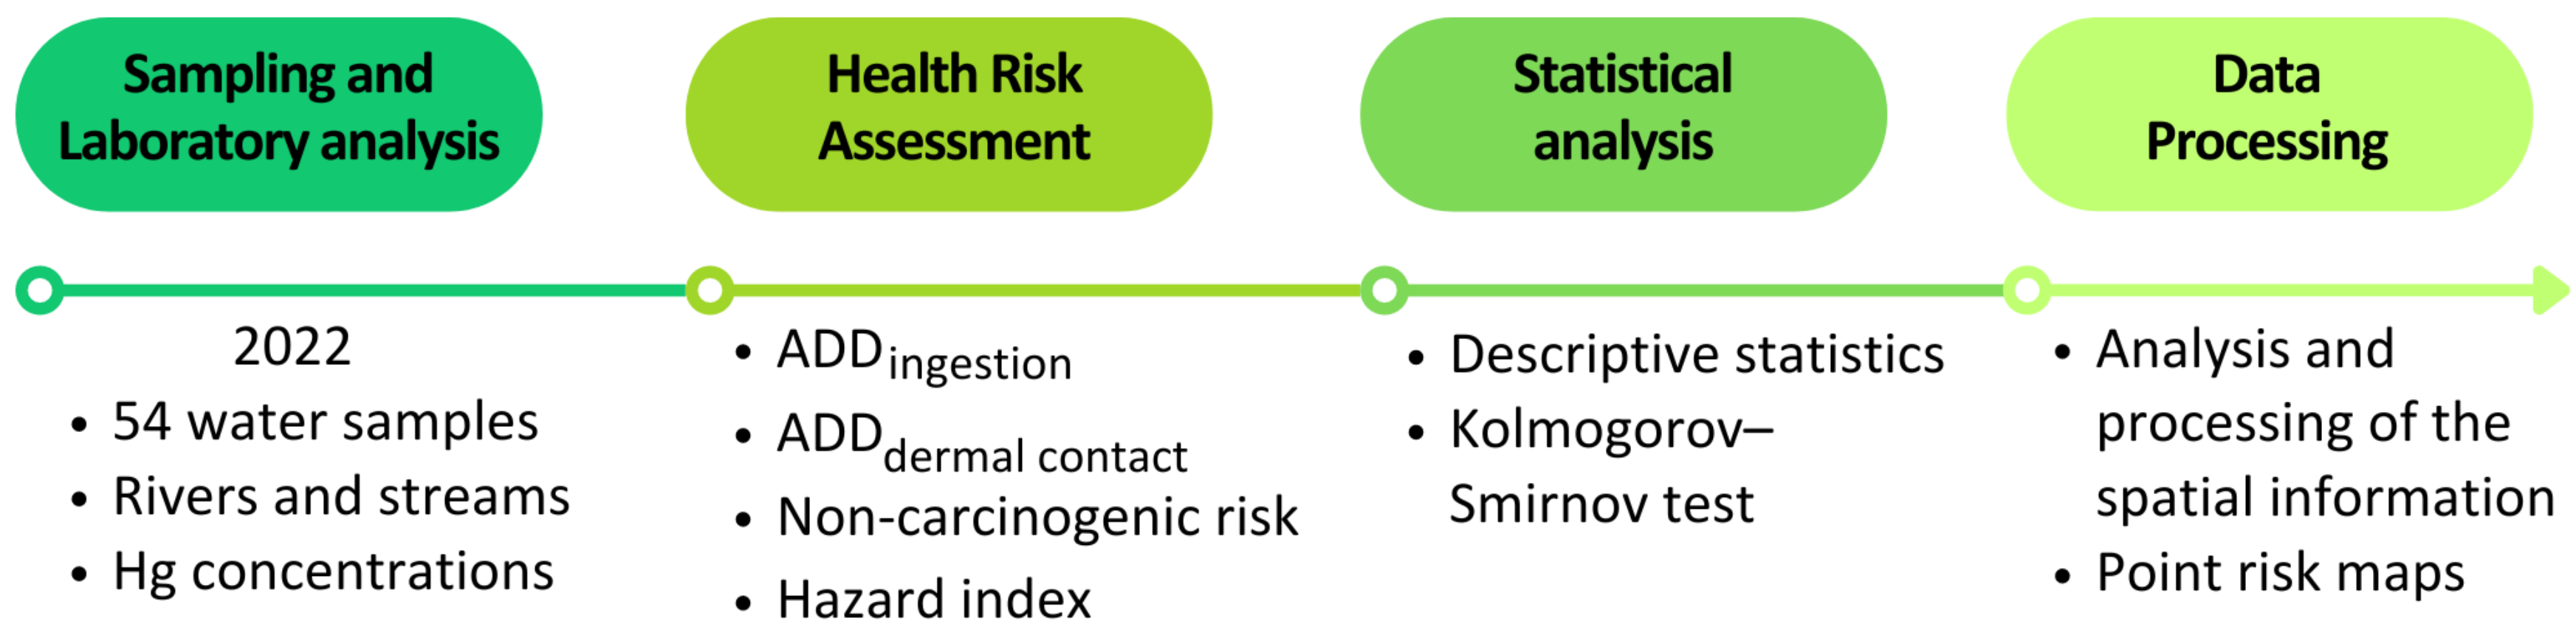 Sampling and
Laboratory analysis
2022
• 54 water samples
• Rivers and streams
• Hg concentrations
Health Risk
Assessment
• ADDingestion
• ADDdermal contact
• Non-carcinogenic risk
• Hazard index
Statistical
analysis
• Descriptive statistics
• Kolmogorov–
Smirnov test
Data
Processing
• Analysis and
processing of the
spatial information
• Point risk maps